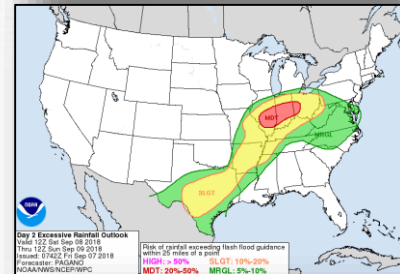 MDT
MRGL
SLGT
NOAA
Day 2 Excessive Rainfall Outlook
Valid 12Z Sat Sep 08 2018
Thru 12Z Sun Sep 09 2018
Issued: 0742Z Fri Sep 07 2018
Forecaster: PAGANO
NOAA/NWS/NCEP/WPC
Risk of rainfall exceeding flash flood guidance
within 25 miles of a point
HIGH: > 50% SLGT: 10%-20%
MDT: 20%-50% MRGL: 5%-10%